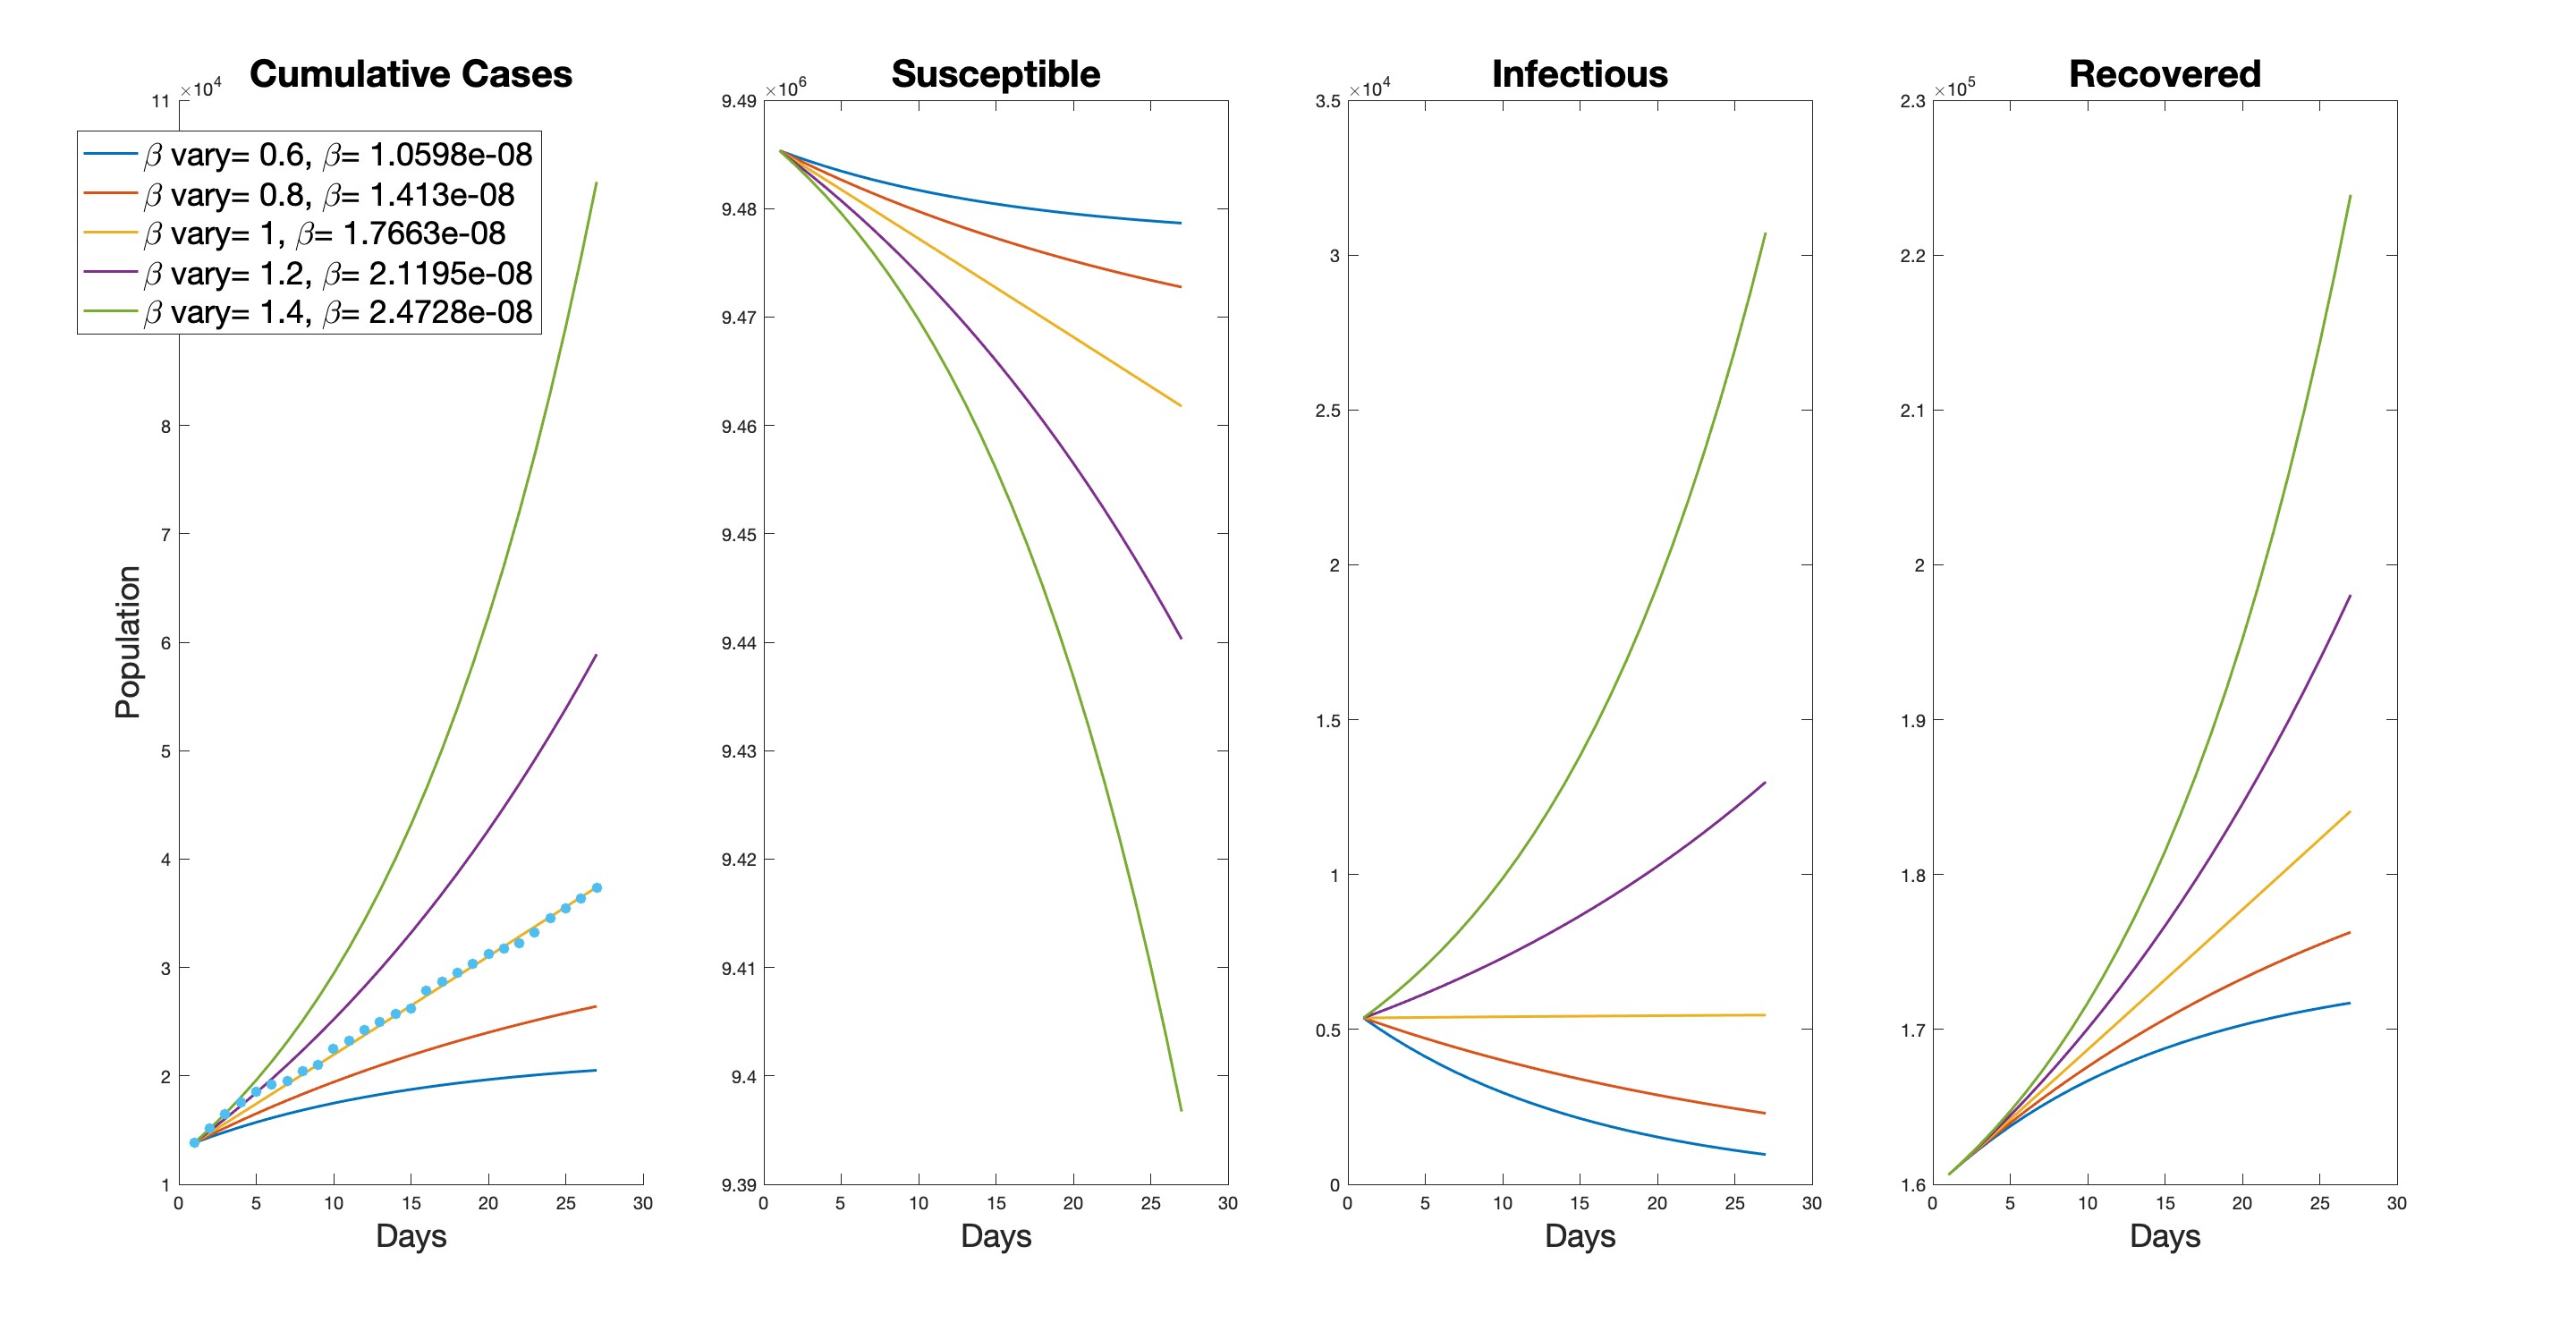 Cumulative Cases
×10^4
11
8
7
6
5
4
3
2
1
0 5 10 15 20 25 30
Days
Population
β vary= 0.6, β= 1.0598e-08
β vary= 0.8, β= 1.413e-08
β vary= 1, β= 1.7663e-08
β vary= 1.2, β= 2.1195e-08
β vary= 1.4, β= 2.4728e-08
Susceptible
×10^6
9.49
9.48
9.47
9.46
9.45
9.44
9.43
9.42
9.41
9.4
9.39
0 5 10 15 20 25 30
Days
Infectious
×10^4
3.5
3
2.5
2
1.5
1
0.5
0
0 5 10 15 20 25 30
Days
Recovered
×10^5
2.3
2.2
2.1
2
1.9
1.8
1.7
1.6
0 5 10 15 20 25 30
Days